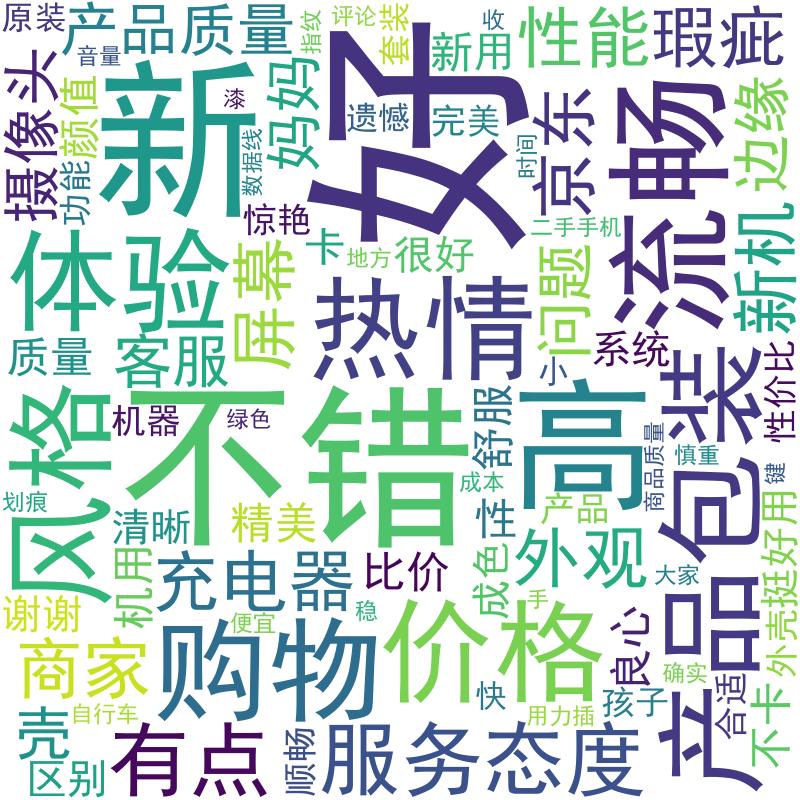 原装
产品质量
指纹
评论
套装
收
新用
性能
瑕疵
音量
摄像头
颜值
新
漆
妈妈
好
遗憾
完美
京东
流畅
边缘
功能
数据线
时间
惊艳
二手手机
体验
屏幕
卡
地方
很好
问题
新机
热情
系统
质量
客服
小
性价比
风格
机器
绿色
不错
舒服
高
产品包装
商品质量
慎重
键
划痕
清晰
精美
成本
性
产品
挺好用
机用
充电器
比价
成色
外观
大家
外壳
谢谢
便宜
稳
价格
手
良心
商家
购物
确实
合适
自行车
快
孩子
不卡
壳
用力插
区别
有点
顺畅
服务态度